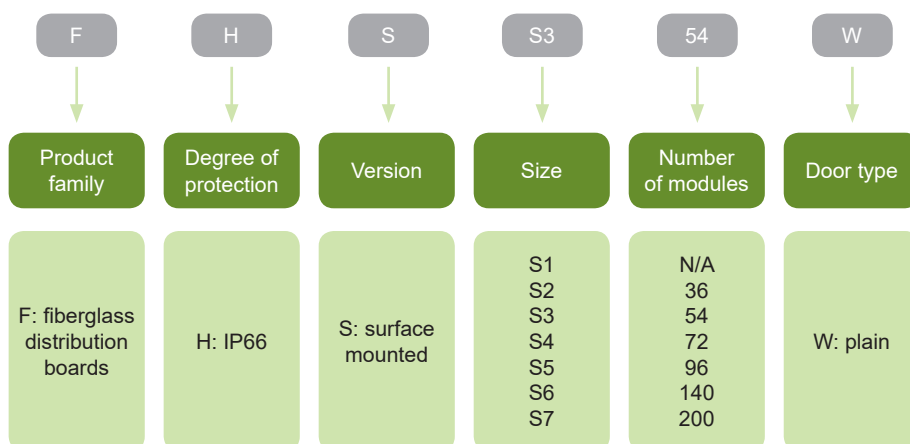 F
H
S
S3
54
W
Product
family
Degree of
protection
Version
Size
Number
of modules
Door type
F: fiberglass
distribution
boards
H: IP66
S: surface
mounted
S1
S2
S3
S4
S5
S6
S7
N/A
36
54
72
96
140
200
W: plain